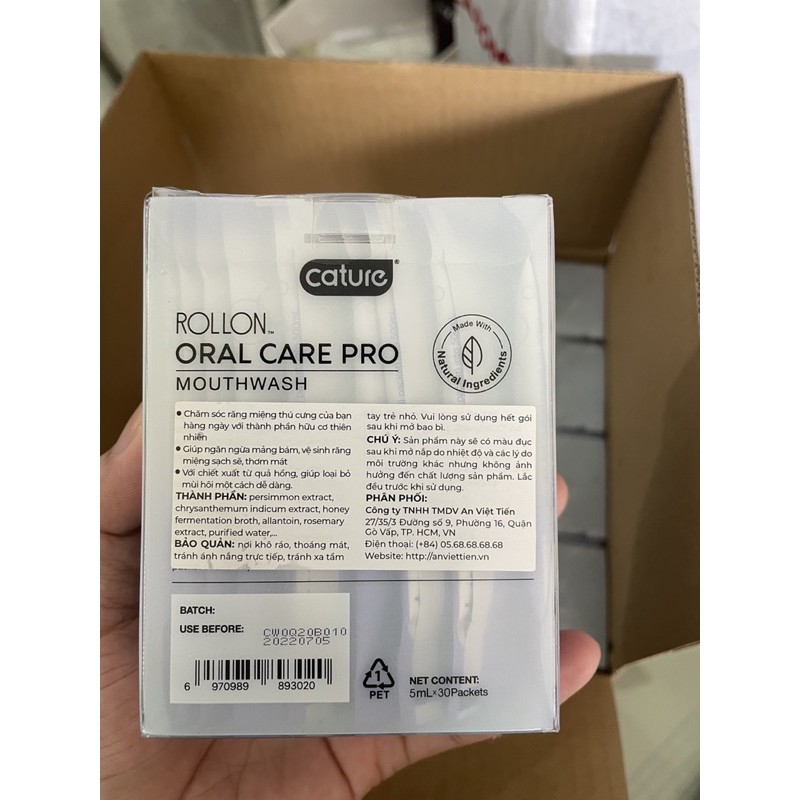 cature®
ROLLON™
ORAL CARE PRO
MOUTHWASH
Made With
Natural Ingredients
• Chăm sóc răng miệng thú cưng của bạn
hàng ngày với thành phần hữu cơ thiên
nhiên
• Giúp ngăn ngừa mảng bám, vệ sinh răng
miệng sạch sẽ, thơm mát
• Với chiết xuất từ quả hồng, giúp loại bỏ
mùi hôi một cách dễ dàng.
THÀNH PHẦN: persimmon extract,
chrysanthemum indicum extract, honey
fermentation broth, allantoin, rosemary
extract, purified water,...
BẢO QUẢN: nơi khô ráo, thoáng mát,
tránh ánh nắng trực tiếp, tránh xa tầm
tay trẻ nhỏ. Vui lòng sử dụng hết gói
sau khi mở bao bì.
CHÚ Ý: Sản phẩm này sẽ có màu đục
sau khi mở nắp do nhiệt độ và các lý do
môi trường khác nhưng không ảnh
hưởng đến chất lượng sản phẩm. Lắc
đều trước khi sử dụng.
PHÂN PHỐI:
Công ty TNHH TMDV An Việt Tiến
27/35/3 Đường số 9, Phường 16, Quận
Gò Vấp, TP. HCM, VN
Điện thoại: (+84) 05.68.68.68.68
Website: http://anviettien.vn
BATCH:
USE BEFORE: CW0Q20B010
20220705
6 970989 893020
1
PET
NET CONTENT:
5mL×30Packets